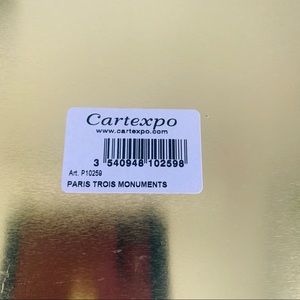 Cartexpo
www.cartexpo.com
3 540948 102598
Art. P10259
PARIS TROIS MONUMENTS